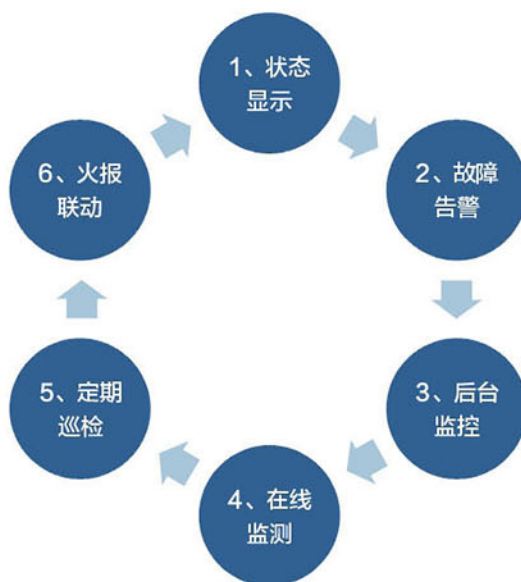 1、状态
显示
2、故障
告警
3、后台
监控
4、在线
监测
5、定期
巡检
6、火报
联动